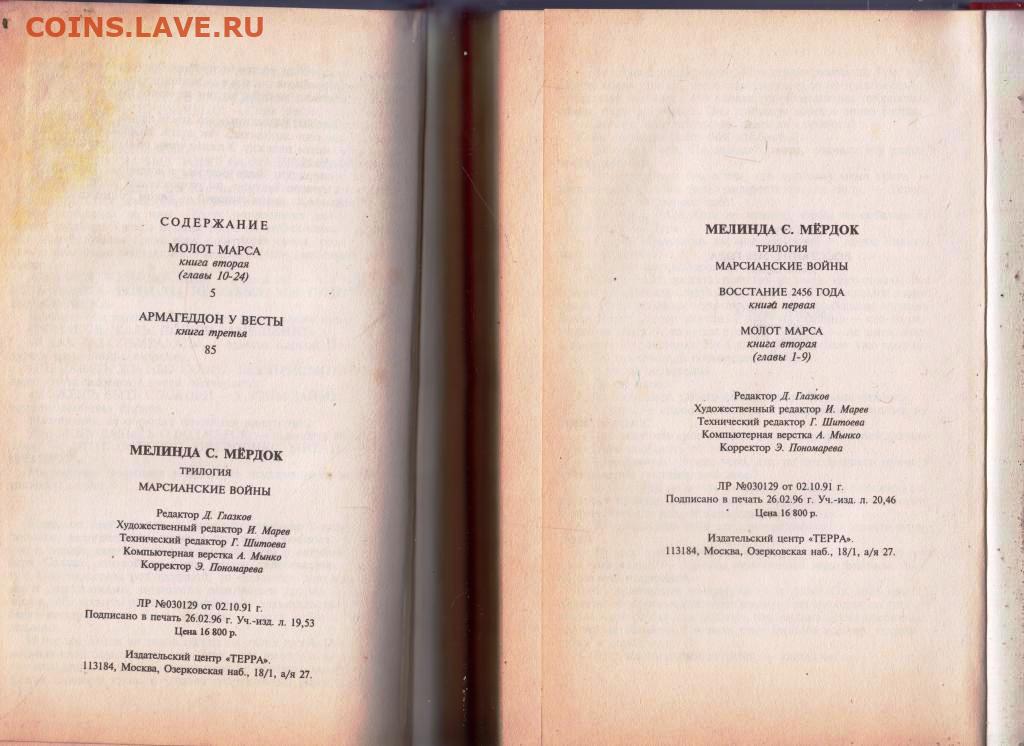 COINS.LAVE.RU
СОДЕРЖАНИЕ
МОЛОТ МАРСА
книга вторая
(главы 10-24)
5
АРМАГЕДДОН У ВЕСТЫ
книга третья
85
МЕЛИНДА С. МЁРДОК
ТРИЛОГИЯ
МАРСИАНСКИЕ ВОЙНЫ
Редактор Д. Глазков
Художественный редактор И. Марев
Технический редактор Г. Шитоева
Компьютерная верстка А. Мынко
Корректор Э. Пономарева
ЛР №030129 от 02.10.91 г.
Подписано в печать 26.02.96 г. Уч.-изд. л. 19,53
Цена 16 800 р.
Издательский центр «ТЕРРА».
113184, Москва, Озерковская наб., 18/1, а/я 27.
МЕЛИНДА С. МЁРДОК
ТРИЛОГИЯ
МАРСИАНСКИЕ ВОЙНЫ
ВОССТАНИЕ 2456 ГОДА
книга первая
МОЛОТ МАРСА
книга вторая
(главы 1-9)
Редактор Д. Глазков
Художественный редактор И. Марев
Технический редактор Г. Шитоева
Компьютерная верстка А. Мынко
Корректор Э. Пономарева
ЛР №030129 от 02.10.91 г.
Подписано в печать 26.02.96 г. Уч.-изд. л. 20,46
Цена 16 800 р.
Издательский центр «ТЕРРА».
113184, Москва, Озерковская наб., 18/1, а/я 27.